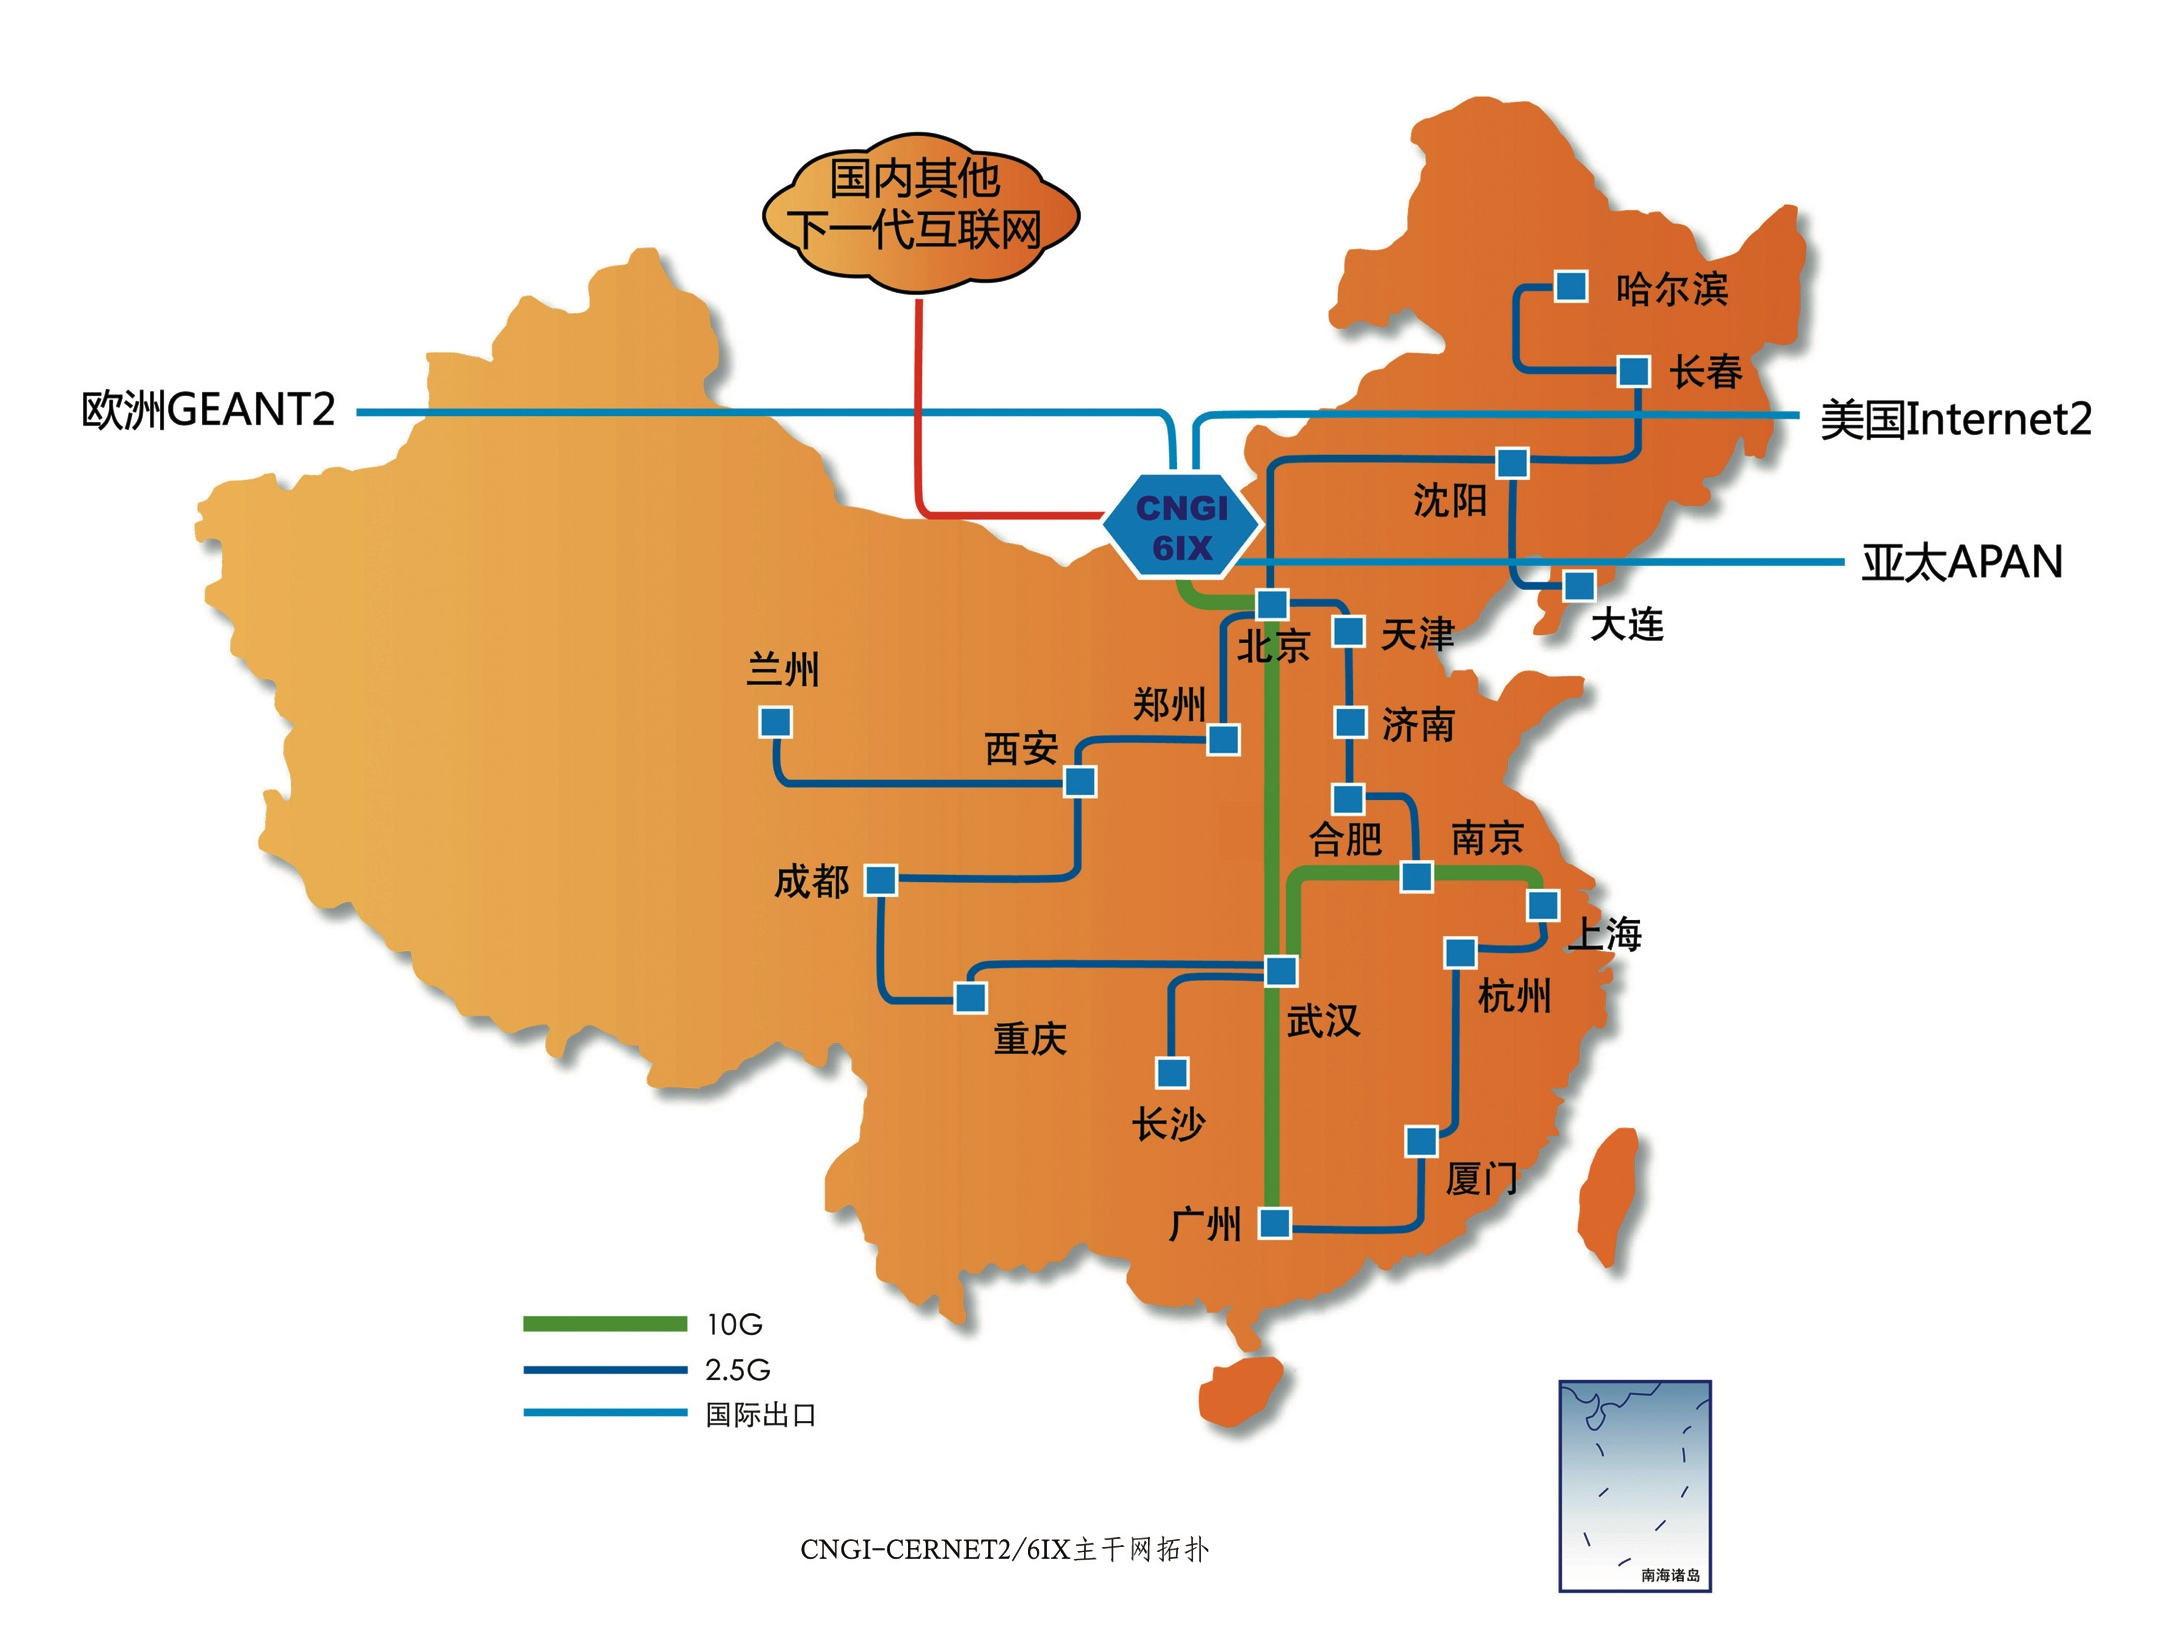 国内其他
下一代互联网
哈尔滨
长春
欧洲GEANT2
美国Internet2
CNGI
6IX
沈阳
亚太APAN
大连
北京
天津
兰州
郑州
济南
西安
合肥
南京
成都
上海
杭州
武汉
重庆
长沙
厦门
广州
10G
2.5G
国际出口
CNGI-CERNET2/6IX主干网拓扑
南海诸岛